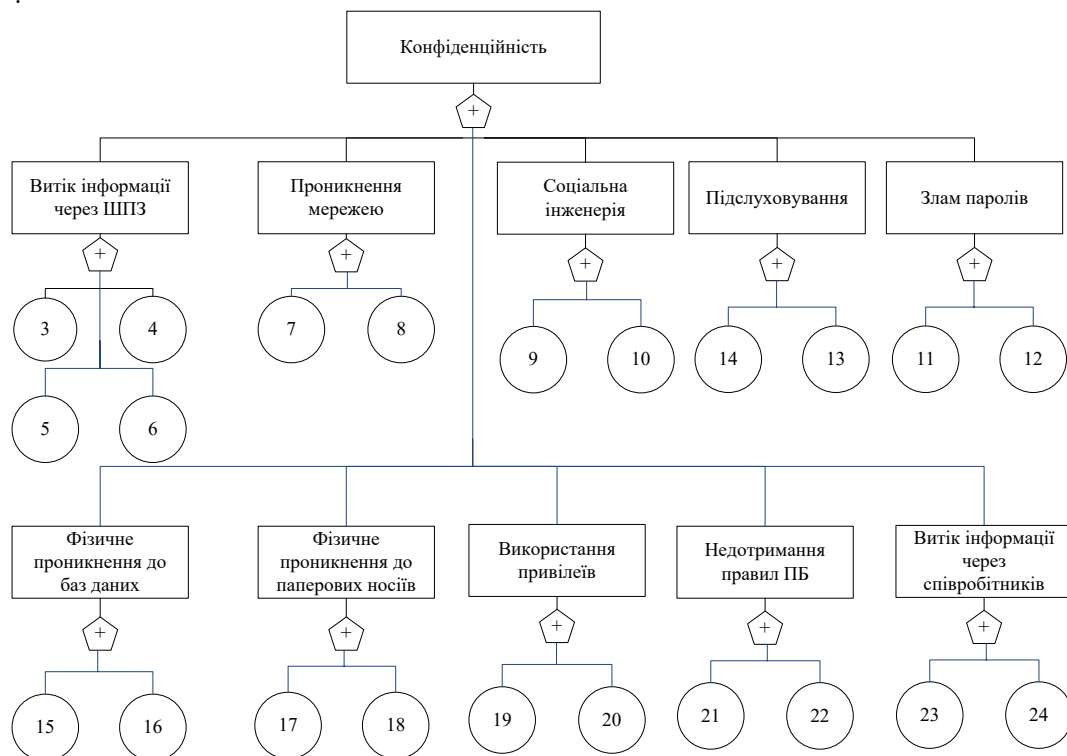 Конфіденційність
+
Витік інформації
через ШПЗ
Проникнення
мережею
Соціальна
інженерія
Підслуховування
Злам паролів
+
+
+
+
+
3
4
7
8
9
10
14
13
11
12
5
6
Фізичне
проникнення до
баз даних
Фізичне
проникнення до
паперових носіїв
Використання
привілеїв
Недотримання
правил ПБ
Витік інформації
через
співробітників
+
+
+
+
+
15
16
17
18
19
20
21
22
23
24